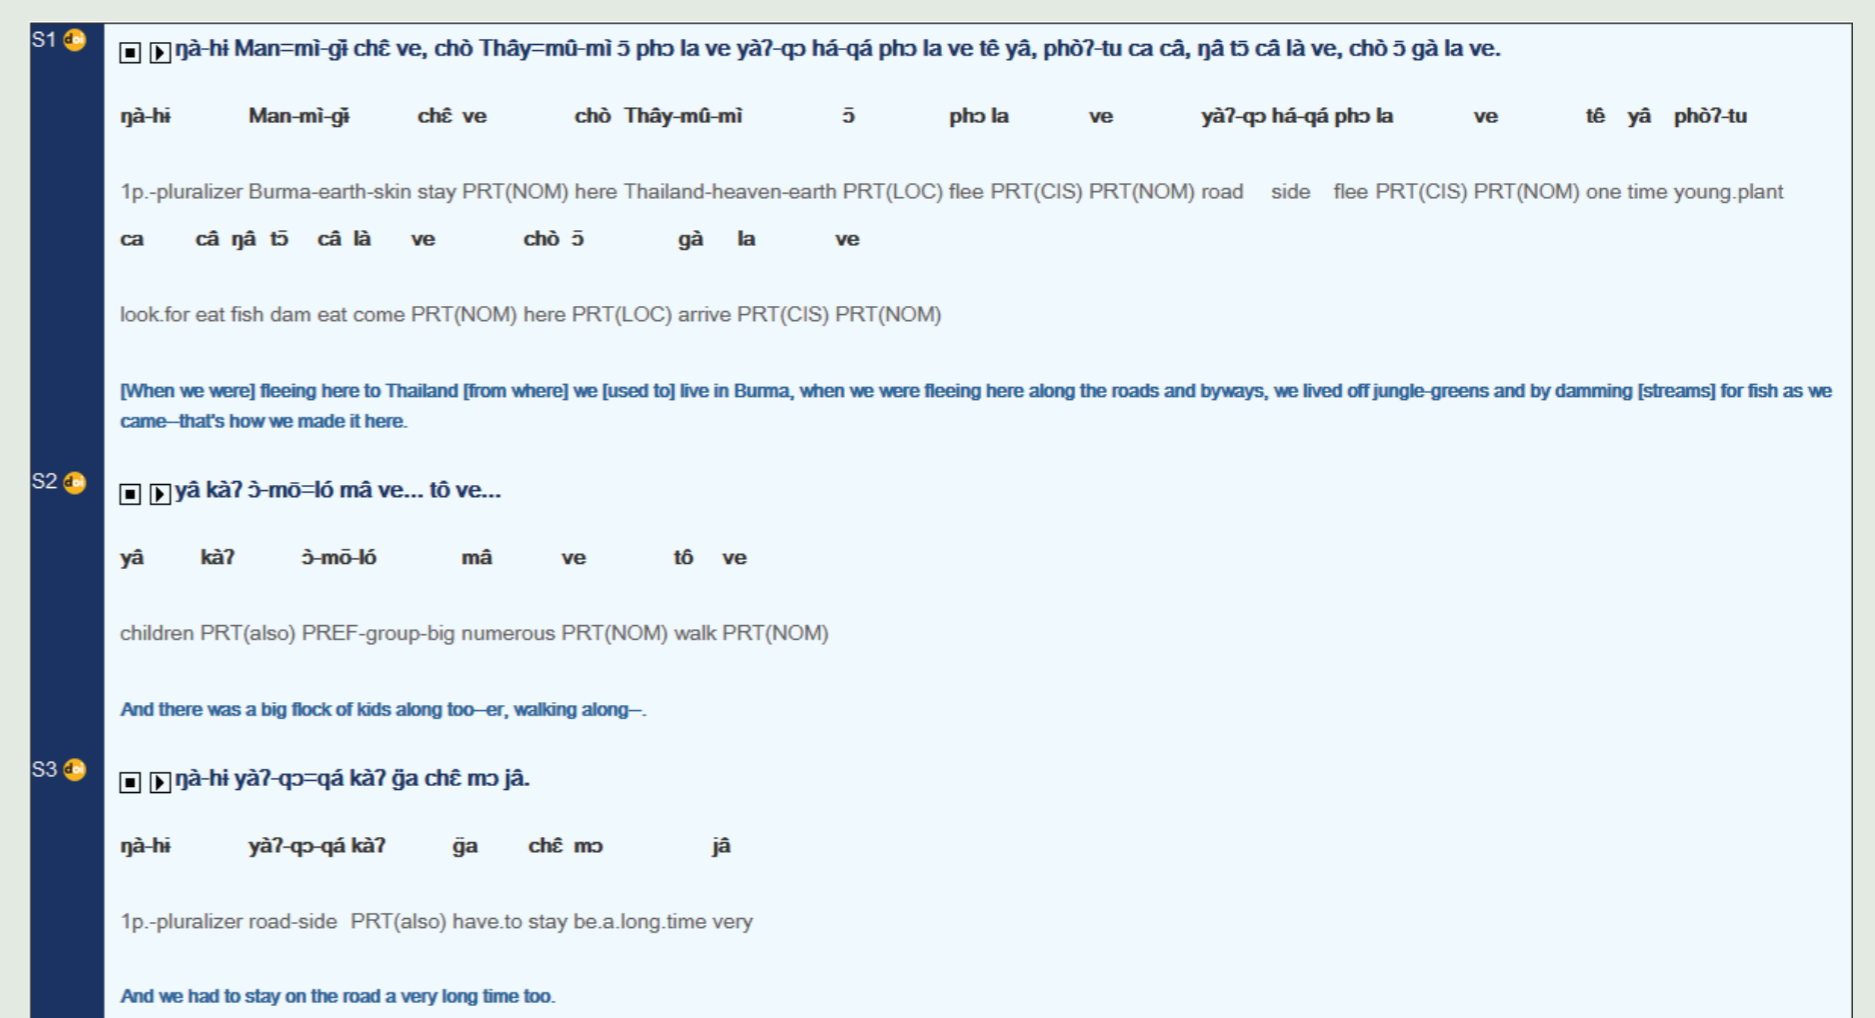 S1 doi
ŋà-hɨ Man=mì-gɨ̂ chɛ̂ ve, chò Thây=mû-mì ɔ̄ phɔ la ve yàʔ-qɔ há-qá phɔ la ve tê yâ, phòʔ-tu ca câ, ŋâ tɔ̄ câ là ve, chò ɔ̄ gà la ve.
ŋà-hɨ Man-mì-gɨ̂ chɛ̂ ve chò Thây-mû-mì ɔ̄ phɔ la ve yàʔ-qɔ há-qá phɔ la ve tê yâ phòʔ-tu
1p.-pluralizer Burma-earth-skin stay PRT(NOM) here Thailand-heaven-earth PRT(LOC) flee PRT(CIS) PRT(NOM) road side flee PRT(CIS) PRT(NOM) one time young.plant
ca câ ŋâ tɔ̄ câ là ve chò ɔ̄ gà la ve
look.for eat fish dam eat come PRT(NOM) here PRT(LOC) arrive PRT(CIS) PRT(NOM)
[When we were] fleeing here to Thailand [from where] we [used to] live in Burma, when we were fleeing here along the roads and byways, we lived off jungle-greens and by damming [streams] for fish as we
came--that's how we made it here.
S2 doi
yâ kàʔ ɔ̀-mō=ló mâ ve... tô ve...
yâ kàʔ ɔ̀-mō-ló mâ ve tô ve
children PRT(also) PREF-group-big numerous PRT(NOM) walk PRT(NOM)
And there was a big flock of kids along too--er, walking along--.
S3 doi
ŋà-hɨ yàʔ-qɔ=qá kàʔ g̈a chɛ̂ mɔ jâ.
ŋà-hɨ yàʔ-qɔ-qá kàʔ g̈a chɛ̂ mɔ jâ
1p.-pluralizer road-side PRT(also) have.to stay be.a.long.time very
And we had to stay on the road a very long time too.